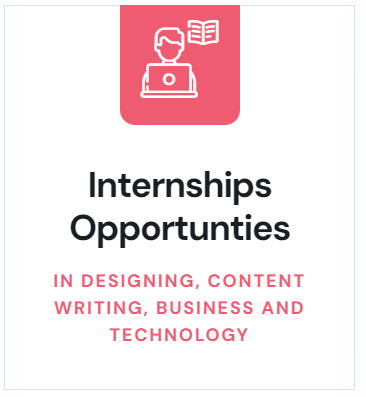 Internships
Opportunties
IN DESIGNING, CONTENT
WRITING, BUSINESS AND
TECHNOLOGY